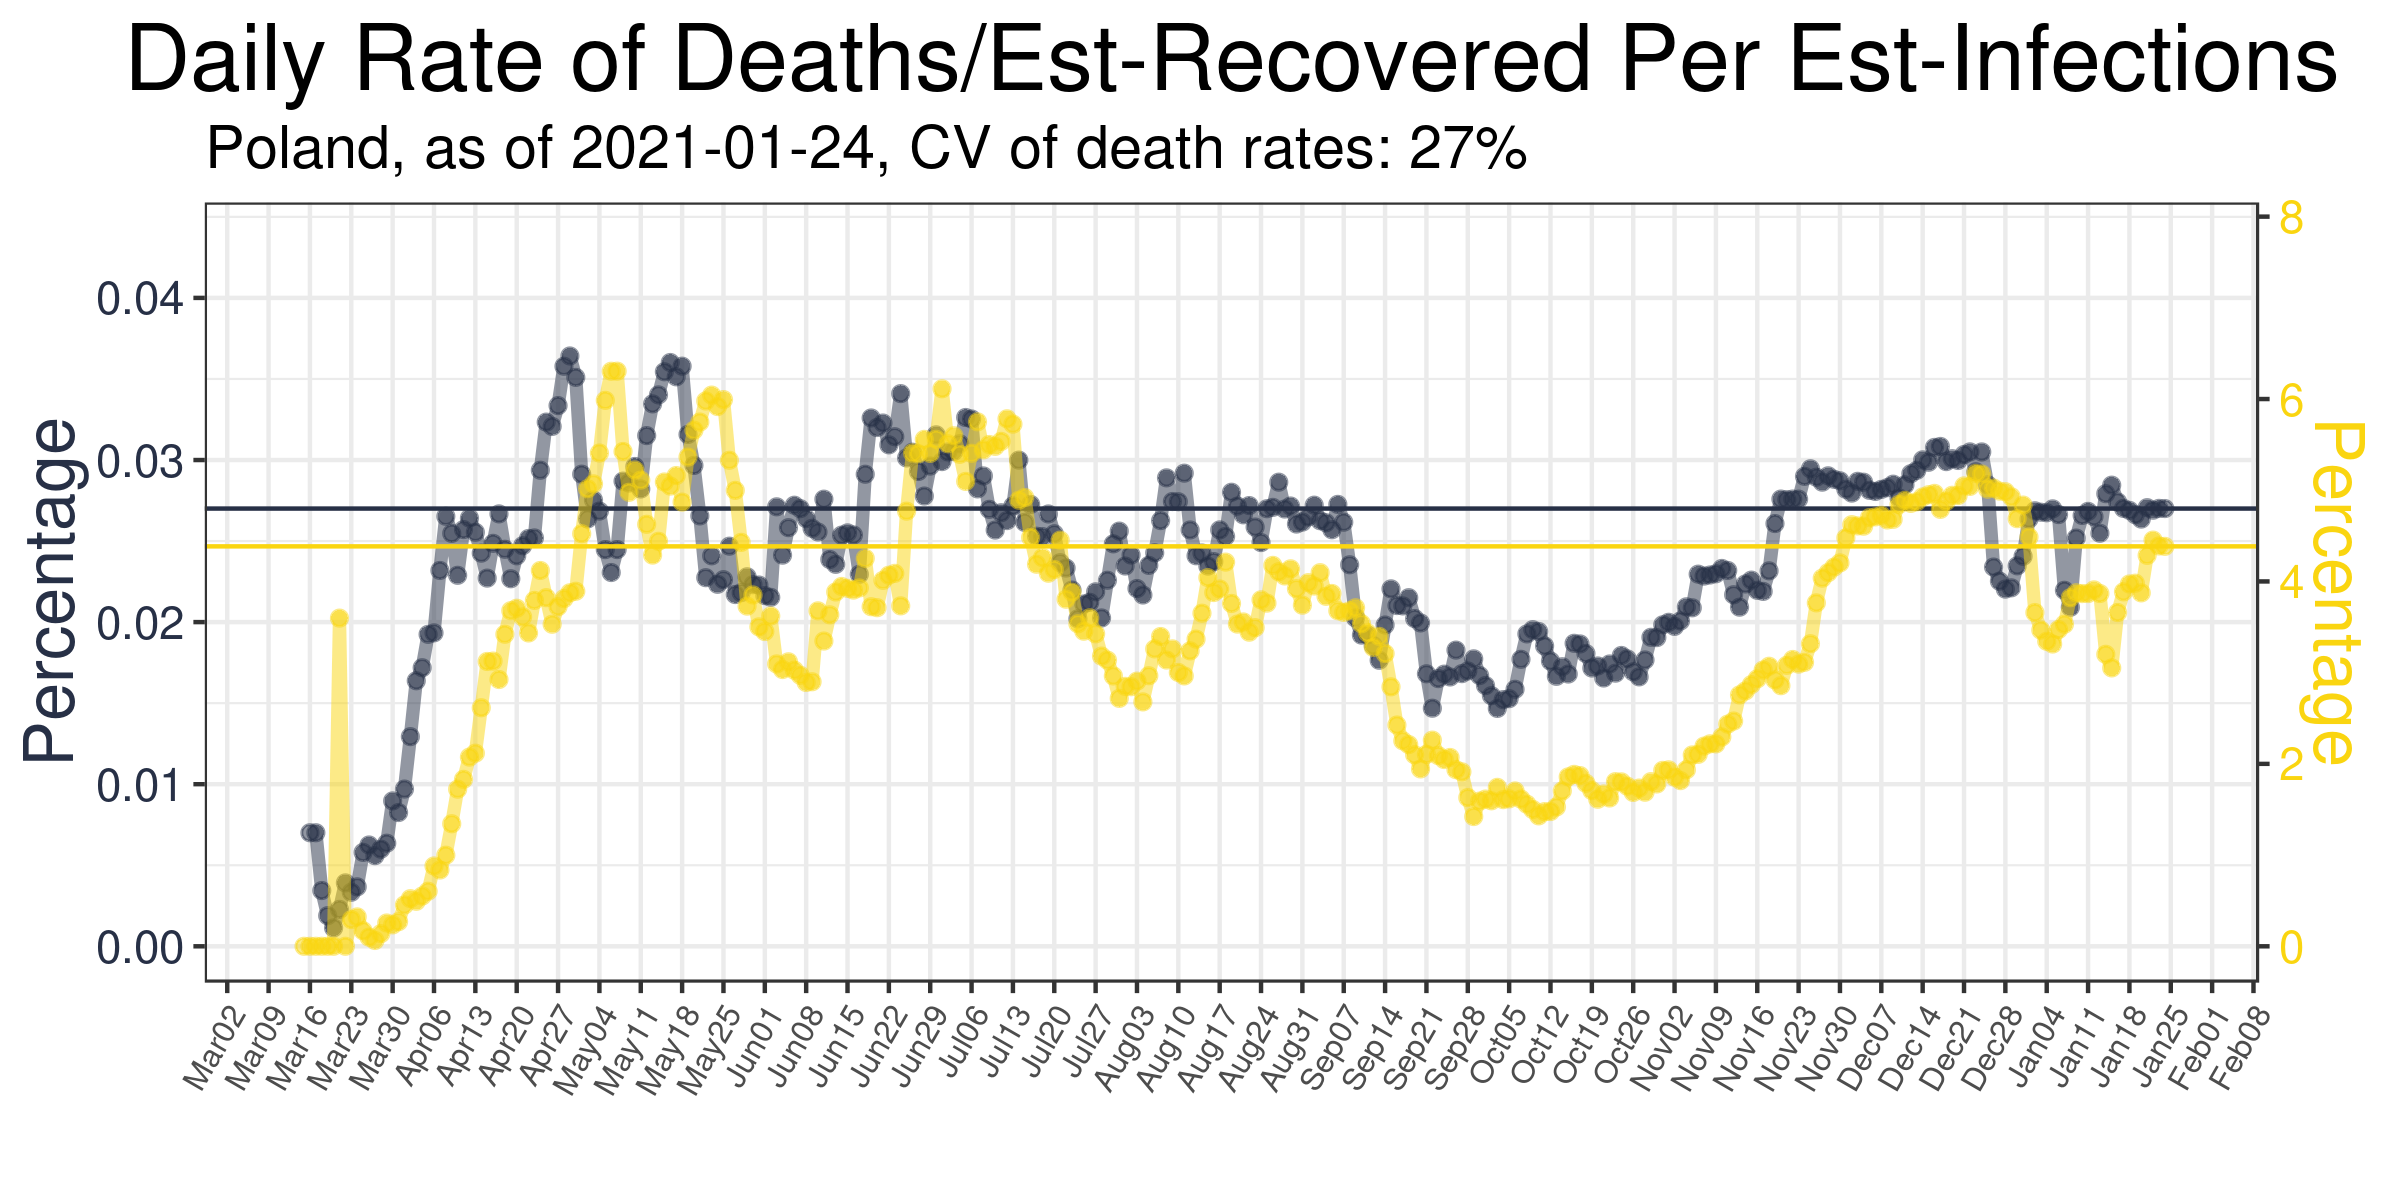 Daily Rate of Deaths/Est-Recovered Per Est-Infections
Poland, as of 2021-01-24, CV of death rates: 27%
Percentage
0.04
0.03
0.02
0.01
0.00
8
6
4
2
0
Percentage
Mar02
Mar09
Mar16
Mar23
Mar30
Apr06
Apr13
Apr20
Apr27
May04
May11
May18
May25
Jun01
Jun08
Jun15
Jun22
Jun29
Jul06
Jul13
Jul20
Jul27
Aug03
Aug10
Aug17
Aug24
Aug31
Sep07
Sep14
Sep21
Sep28
Oct05
Oct12
Oct19
Oct26
Nov02
Nov09
Nov16
Nov23
Nov30
Dec07
Dec14
Dec21
Dec28
Jan04
Jan11
Jan18
Jan25
Feb01
Feb08